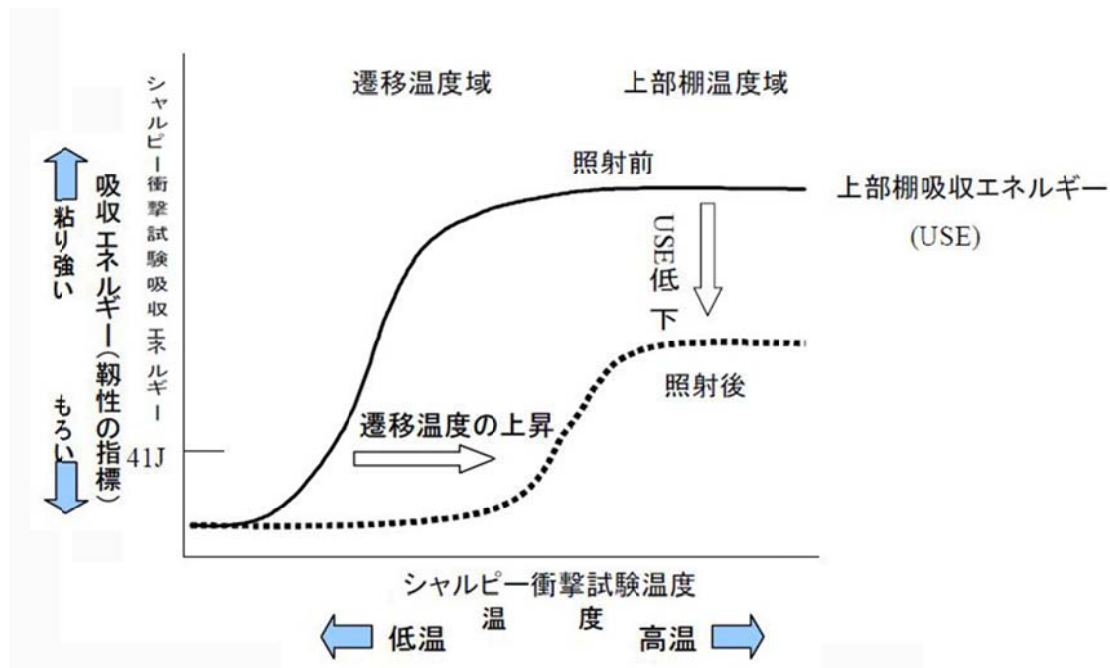 遷移温度域
上部棚温度域
シャルピー衝撃試験吸収エネルギー
吸収エネルギー(靱性の指標)
粘り強い
もろい
照射前
上部棚吸収エネルギー
(USE)
USE低下
照射後
遷移温度の上昇
41J
シャルピー衝撃試験温度
温 度
低温
高温